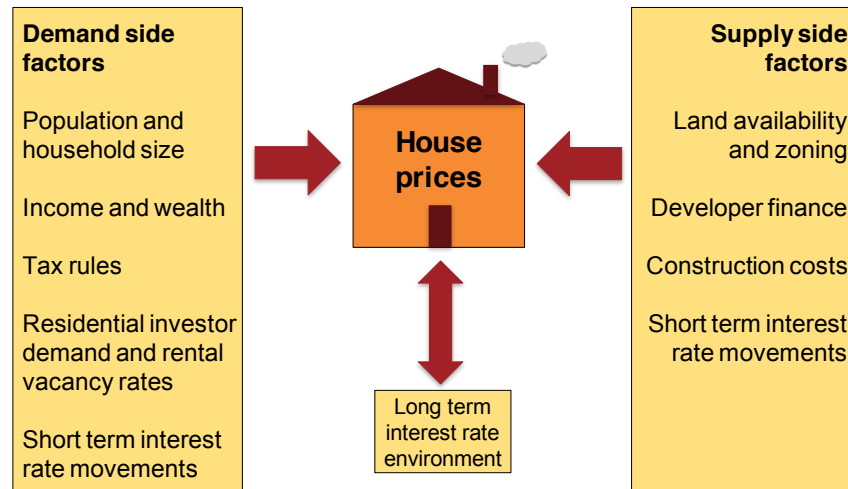 Demand side
factors
Population and
household size
Income and wealth
Tax rules
Residential investor
demand and rental
vacancy rates
Short term interest
rate movements
House
prices
Long term
interest rate
environment
Supply side
factors
Land availability
and zoning
Developer finance
Construction costs
Short term interest
rate movements